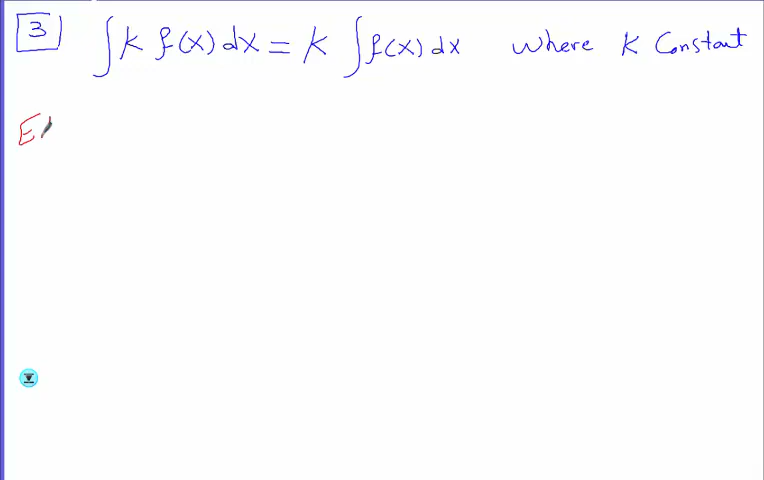 3 ∫ K f(x) dx = K ∫ f(x) dx where K Constant